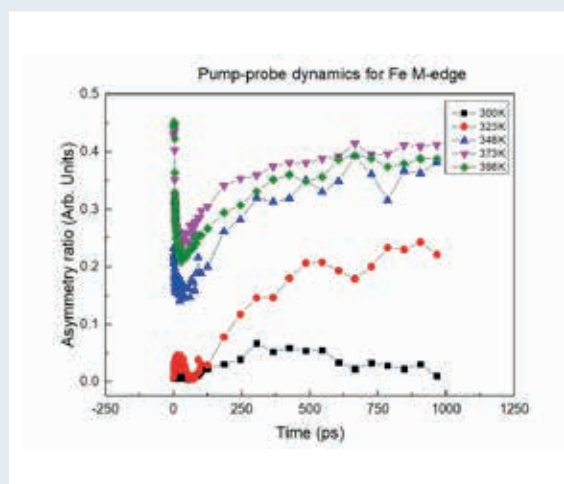 Pump-probe dynamics for Fe M-edge
0.5
0.4
0.3
0.2
0.1
0.0
Asymmetry ratio (Arb. Units)
300K
323K
348K
373K
398K
-250
0
250
500
750
1000
1250
Time (ps)